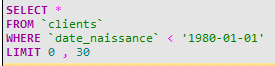 SELECT *
FROM `clients`
WHERE `date_naissance` < '1980-01-01'
LIMIT 0 , 30